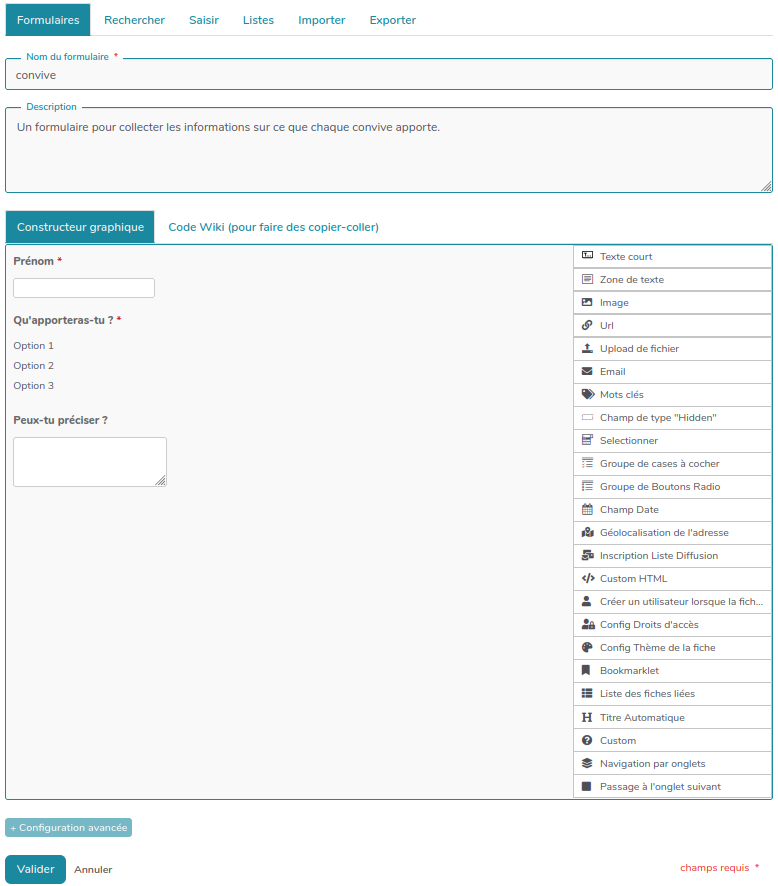 Formulaires Rechercher Saisir Listes Importer Exporter
Nom du formulaire *
convive
Description
Un formulaire pour collecter les informations sur ce que chaque convive apporte.
Constructeur graphique Code Wiki (pour faire des copier-coller)
Prénom *
Qu'apporteras-tu ? *
Option 1
Option 2
Option 3
Peux-tu préciser ?
Texte court
Zone de texte
Image
Url
Upload de fichier
Email
Mots clés
Champ de type "Hidden"
Selectionner
Groupe de cases à cocher
Groupe de Boutons Radio
Champ Date
Géolocalisation de l'adresse
Inscription Liste Diffusion
Custom HTML
Créer un utilisateur lorsque la fich...
Config Droits d'accès
Config Thème de la fiche
Bookmarklet
Liste des fiches liées
Titre Automatique
Custom
Navigation par onglets
Passage à l'onglet suivant
+ Configuration avancée
Valider Annuler
champs requis *